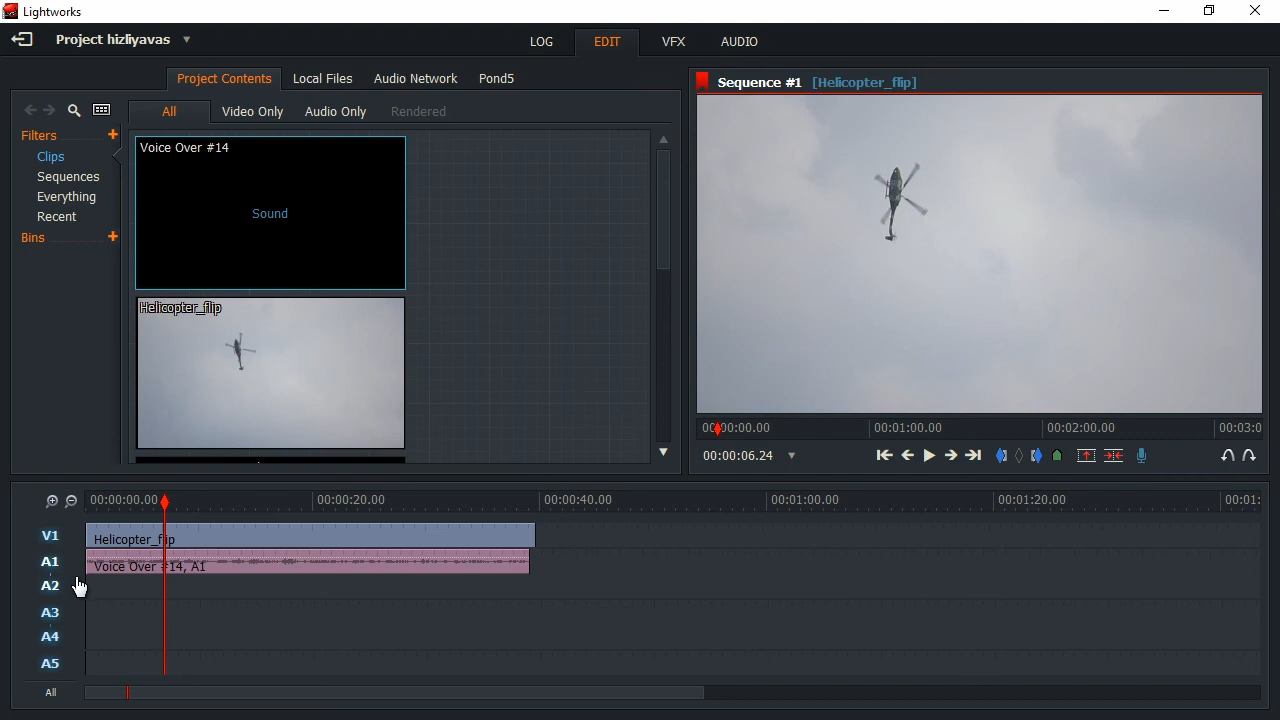 Lightworks
Project hizliyavas
LOG EDIT VFX AUDIO
Project Contents Local Files Audio Network Pond5
All Video Only Audio Only Rendered
Filters +
Clips
Sequences
Everything
Recent
Bins +
Voice Over #14
Sound
Helicopter_flip
Sequence #1 [Helicopter_flip]
00:00:00.00 00:01:00.00 00:02:00.00 00:03:0
00:00:06.24
00:00:00.00 00:00:20.00 00:00:40.00 00:01:00.00 00:01:20.00 00:01:
V1 Helicopter_flip
A1 Voice Over #14, A1
A2
A3
A4
A5
All